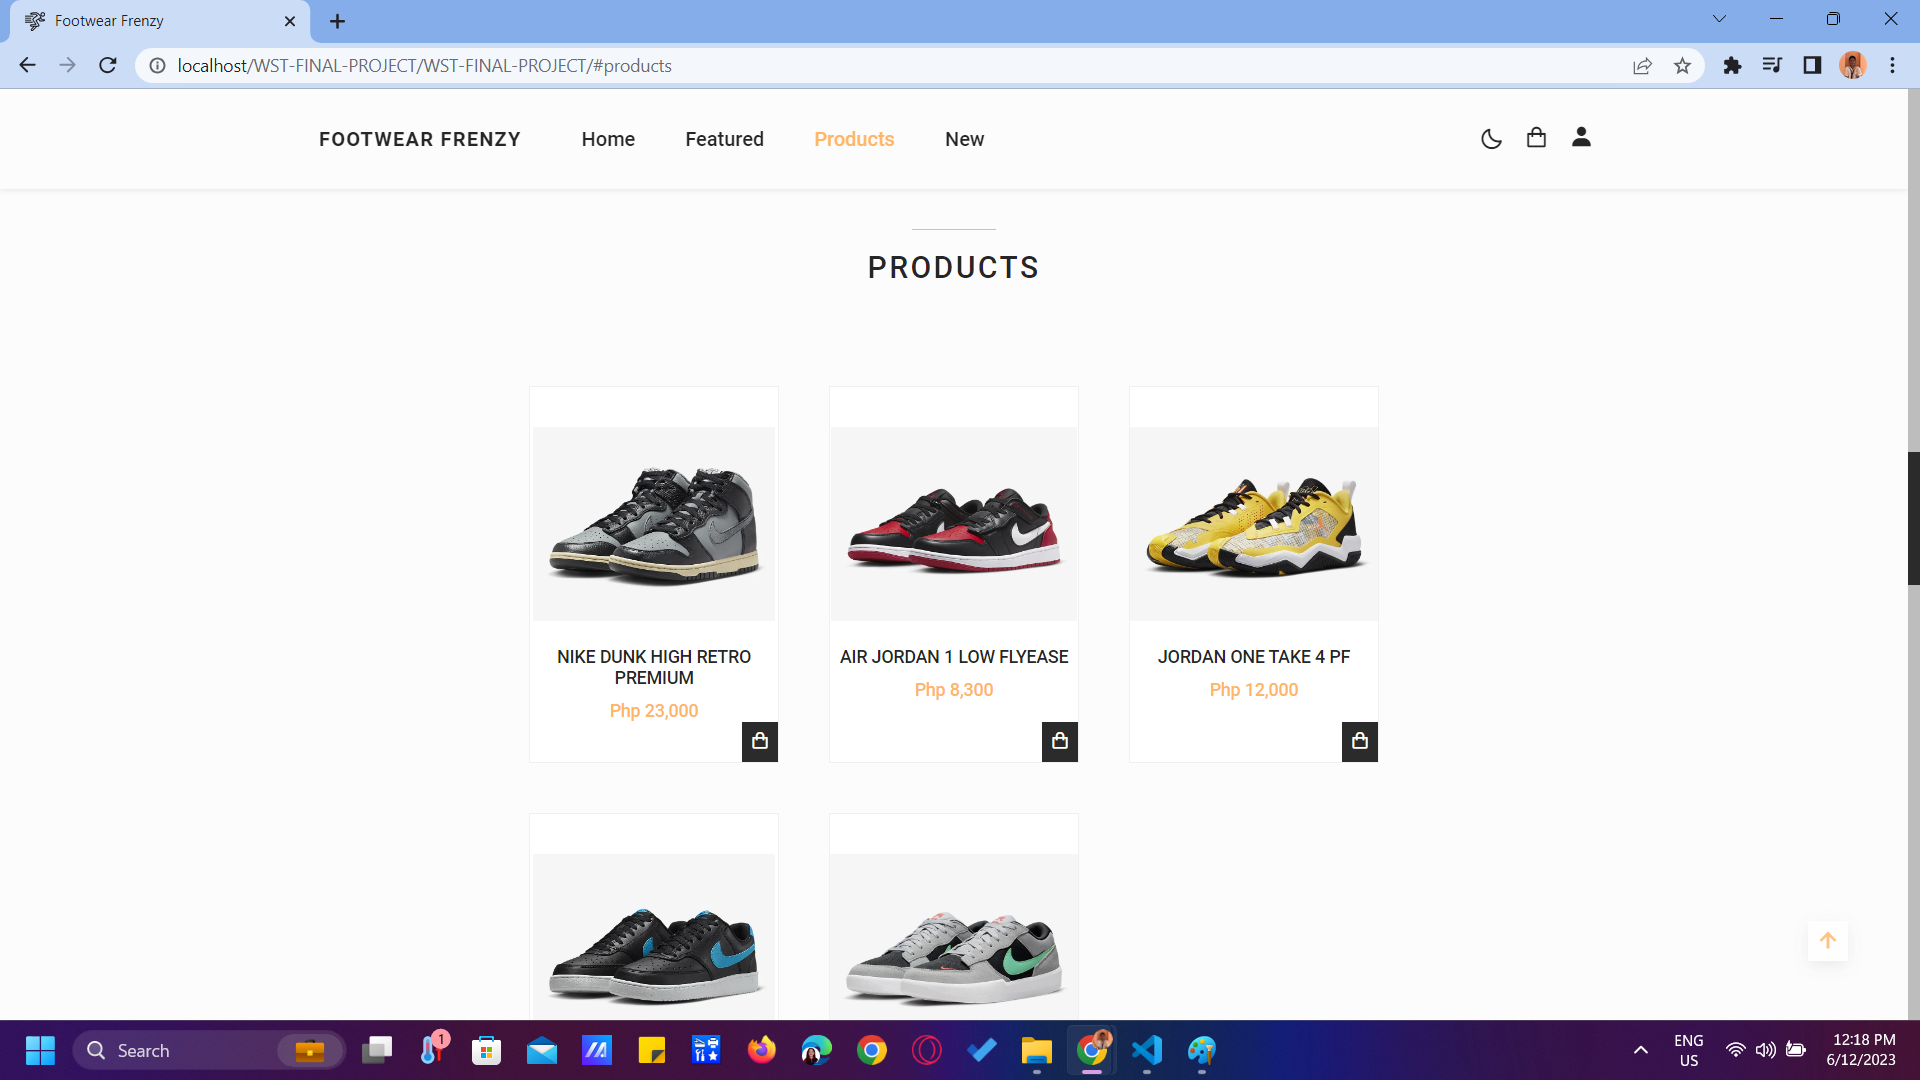 Footwear Frenzy
localhost/WST-FINAL-PROJECT/WST-FINAL-PROJECT/#products
FOOTWEAR FRENZY Home Featured Products New
PRODUCTS
NIKE DUNK HIGH RETRO
PREMIUM
Php 23,000
AIR JORDAN 1 LOW FLYEASE
Php 8,300
JORDAN ONE TAKE 4 PF
Php 12,000
Search
1
ENG
US
12:18 PM
6/12/2023